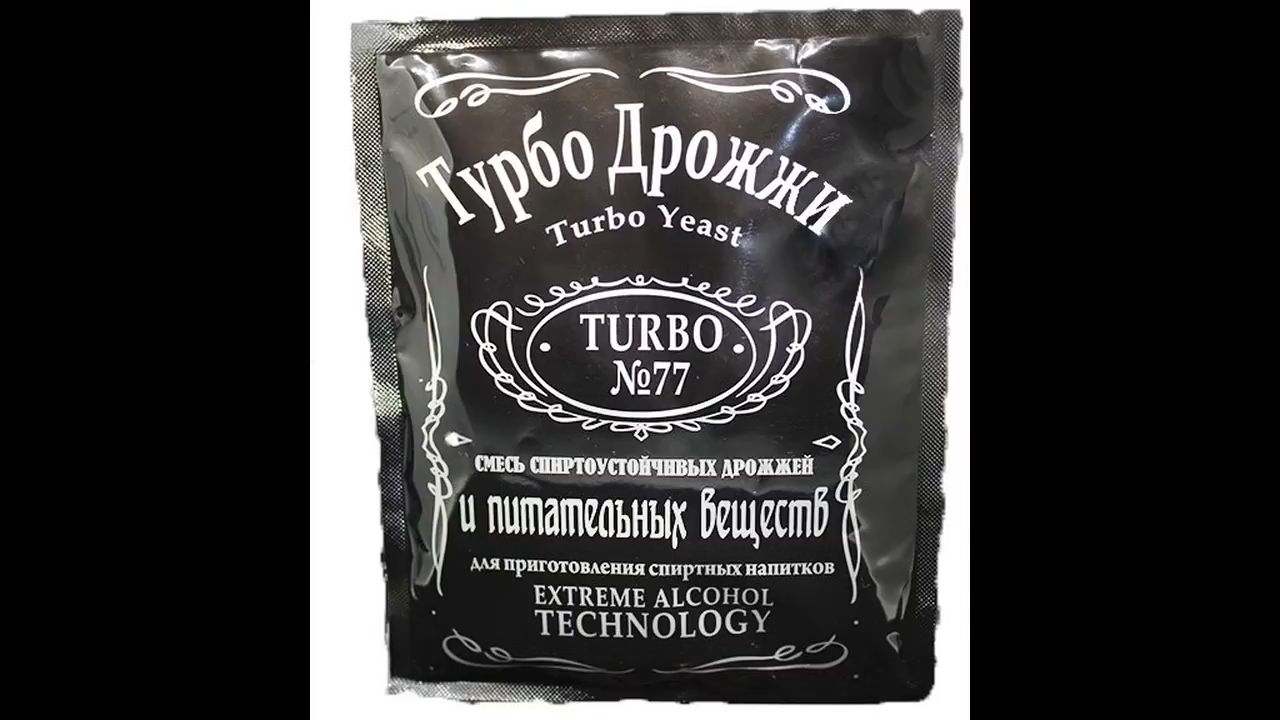 Турбо Дрожжи
Turbo Yeast
TURBO
№77
СМЕСЬ СПИРТОУСТОЙЧИВЫХ ДРОЖЖЕЙ
и питательных веществ
для приготовления спиртных напитков
EXTREME ALCOHOL
TECHNOLOGY